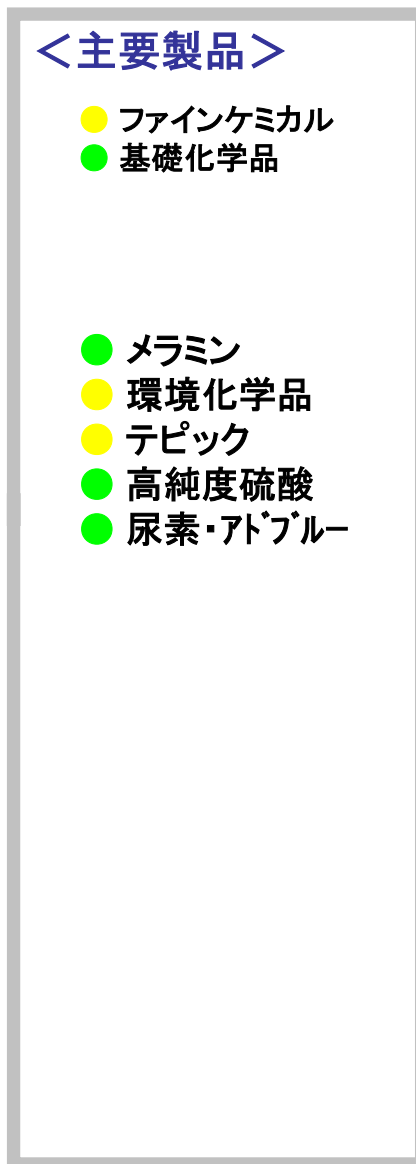 ＜主要製品＞
ファインケミカル
基礎化学品
メラミン
環境化学品
テピック
高純度硫酸
尿素・ｱﾄﾞﾌﾞﾙｰ